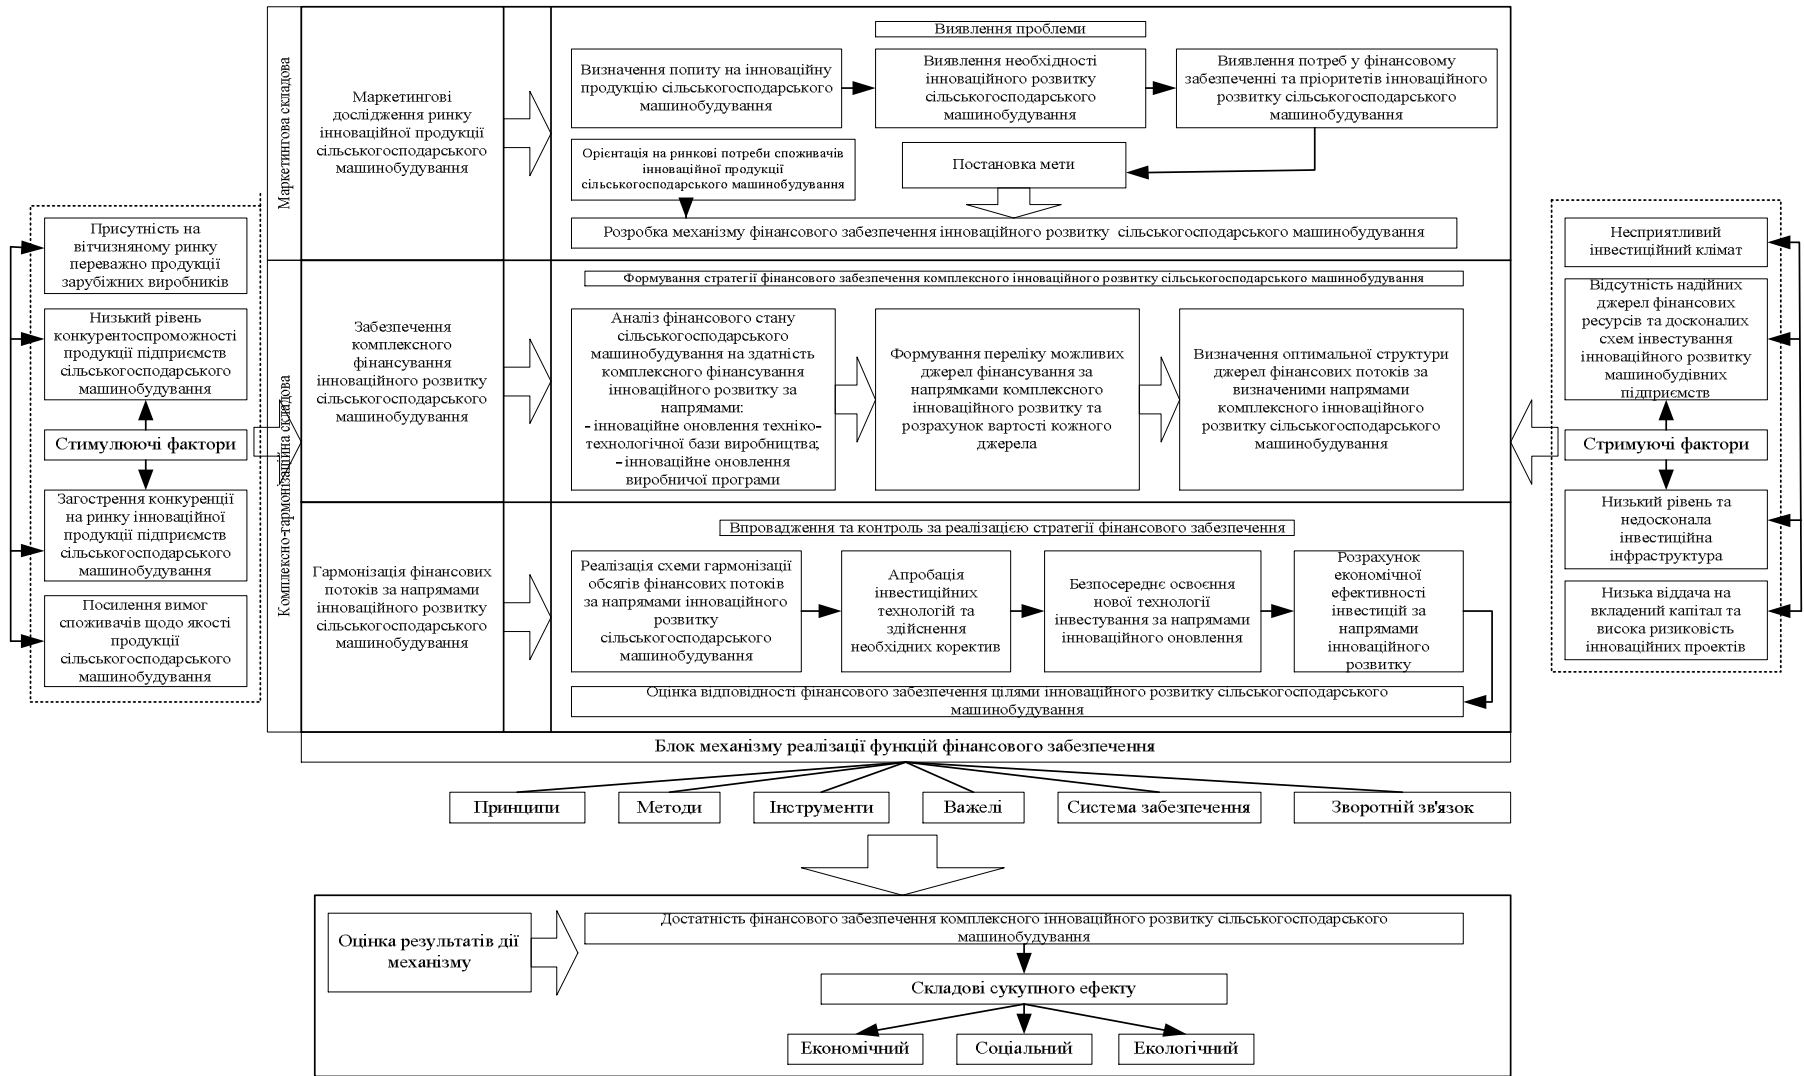 Маркетингова складова
Маркетингові
дослідження ринку
інноваційної продукції
сільськогосподарського
машинобудування
Виявлення проблеми
Визначення попиту на інноваційну
продукцію сільськогосподарського
машинобудування
Виявлення необхідності
інноваційного розвитку
сільськогосподарського
машинобудування
Виявлення потреб у фінансовому
забезпеченні та пріоритетів інноваційного
розвитку сільськогосподарського
машинобудування
Орієнтація на ринкові потреби споживачів
інноваційної продукції
сільськогосподарського машинобудування
Постановка мети
Розробка механізму фінансового забезпечення інноваційного розвитку сільськогосподарського машинобудування
Присутність на
вітчизняному ринку
переважно продукції
зарубіжних виробників
Низький рівень
конкурентоспроможності
продукції підприємств
сільськогосподарського
машинобудування
Стимулюючі фактори
Загострення конкуренції
на ринку інноваційної
продукції підприємств
сільськогосподарського
машинобудування
Посилення вимог
споживачів щодо якості
продукції
сільськогосподарського
машинобудування
Комплексно-гармонізаційна складова
Забезпечення
комплексного
фінансування
інноваційного розвитку
сільськогосподарського
машинобудування
Формування стратегії фінансового забезпечення комплексного інноваційного розвитку сільськогосподарського машинобудування
Аналіз фінансового стану
сільськогосподарського
машинобудування на здатність
комплексного фінансування
інноваційного розвитку за
напрямами:
- інноваційне оновлення техніко-
технологічної бази виробництва;
- інноваційне оновлення
виробничої програми
Формування переліку можливих
джерел фінансування за
напрямками комплексного
інноваційного розвитку та
розрахунок вартості кожного
джерела
Визначення оптимальної структури
джерел фінансових потоків за
визначеними напрямами
комплексного інноваційного
розвитку сільськогосподарського
машинобудування
Гармонізація фінансових
потоків за напрямами
інноваційного розвитку
сільськогосподарського
машинобудування
Впровадження та контроль за реалізацією стратегії фінансового забезпечення
Реалізація схеми гармонізації
обсягів фінансових потоків
за напрямами інноваційного
розвитку
сільськогосподарського
машинобудування
Апробація
інвестиційних
технологій та
здійснення
необхідних коректив
Безпосереднє освоєння
нової технології
інвестування за напрямами
інноваційного оновлення
Розрахунок
економічної
ефективності
інвестицій за
напрямами
інноваційного
розвитку
Оцінка відповідності фінансового забезпечення цілями інноваційного розвитку сільськогосподарського
машинобудування
Несприятливий
інвестиційний клімат
Відсутність надійних
джерел фінансових
ресурсів та досконалих
схем інвестування
інноваційного розвитку
машинобудівних
підприємств
Стримуючі фактори
Низький рівень та
недосконала
інвестиційна
інфраструктура
Низька віддача на
вкладений капітал та
висока ризиковість
інноваційних проектів
Блок механізму реалізації функцій фінансового забезпечення
Принципи
Методи
Інструменти
Важелі
Система забезпечення
Зворотній зв'язок
Оцінка результатів дії
механізму
Достатність фінансового забезпечення комплексного інноваційного розвитку сільськогосподарського
машинобудування
Складові сукупного ефекту
Економічний
Соціальний
Екологічний